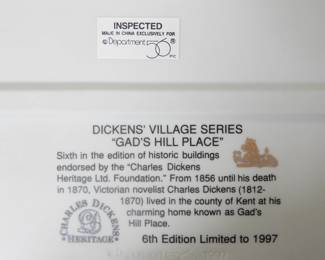 INSPECTED
MADE IN CHINA EXCLUSIVELY FOR
© Department 56 ® INC
DICKENS' VILLAGE SERIES
"GAD'S HILL PLACE"
Sixth in the edition of historic buildings
endorsed by the "Charles Dickens
Heritage Ltd. Foundation." From 1856 until his death
in 1870, Victorian novelist Charles Dickens (1812-
1870) lived in the county of Kent at his
charming home known as Gad's
Hill Place.
CHARLES DICKENS
HERITAGE
6th Edition Limited to 1997